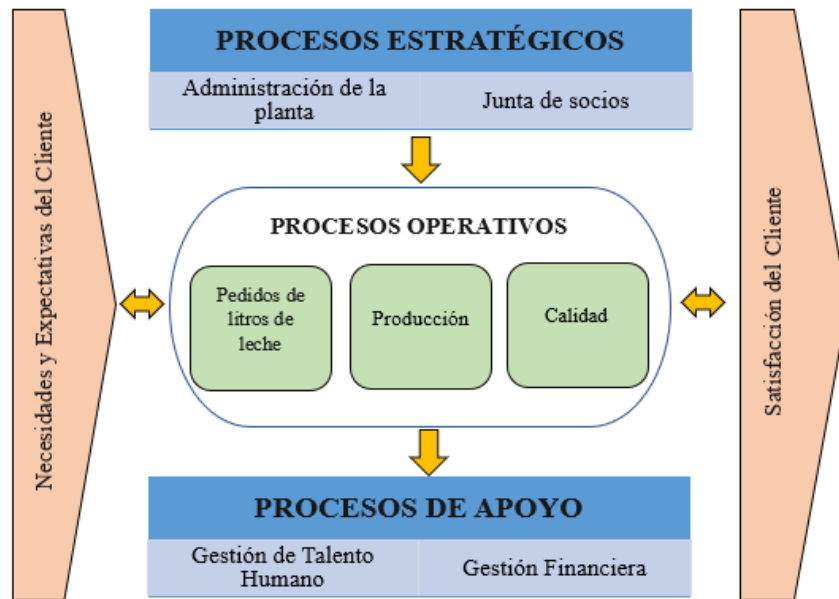 PROCESOS ESTRATÉGICOS
Administración de la
planta
Junta de socios
Necesidades y Expectativas del Cliente
PROCESOS OPERATIVOS
Pedidos de
litros de
leche
Producción
Calidad
Satisfacción del Cliente
PROCESOS DE APOYO
Gestión de Talento
Humano
Gestión Financiera